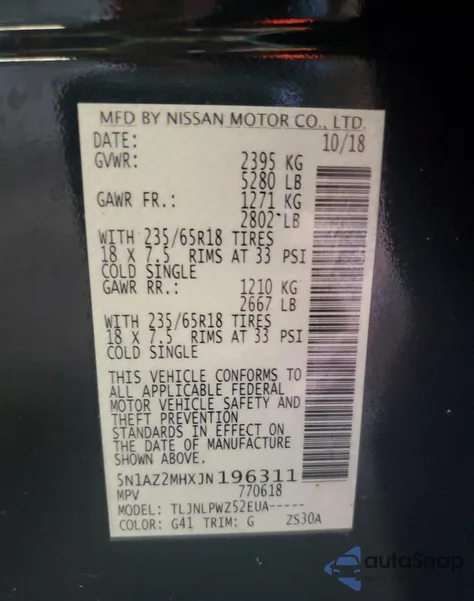 MFD BY NISSAN MOTOR CO., LTD.
DATE: 10/18
GVWR: 2395 KG
5280 LB
GAWR FR.: 1271 KG
2802 LB
WITH 235/65R18 TIRES
18 X 7.5 RIMS AT 33 PSI
COLD SINGLE
GAWR RR.: 1210 KG
2667 LB
WITH 235/65R18 TIRES
18 X 7.5 RIMS AT 33 PSI
COLD SINGLE
THIS VEHICLE CONFORMS TO
ALL APPLICABLE FEDERAL
MOTOR VEHICLE SAFETY AND
THEFT PREVENTION
STANDARDS IN EFFECT ON
THE DATE OF MANUFACTURE
SHOWN ABOVE.
5N1AZ2MHXJN196311
MPV 770618
MODEL: TLJNLPWZ52EUA-----
COLOR: G41 TRIM: G ZS30A
autoSnap
www.autosnapusa.com